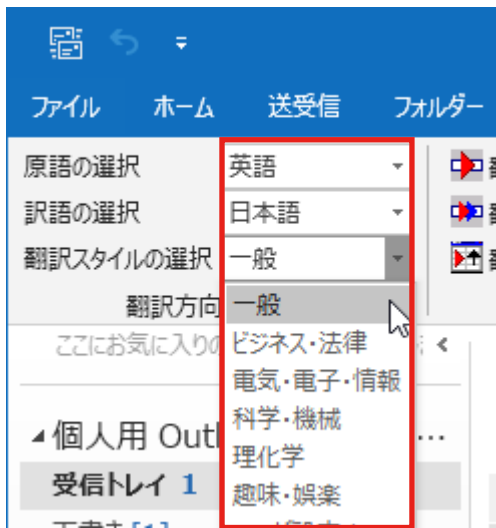 ファイル ホーム 送受信 フォルダー
原語の選択 英語
訳語の選択 日本語
翻訳スタイルの選択 一般
翻訳方向 一般
ここにお気に入りの
ビジネス・法律
電気・電子・情報
科学・機械
理化学
趣味・娯楽
個人用 Outl ...
受信トレイ 1
下書き [1]